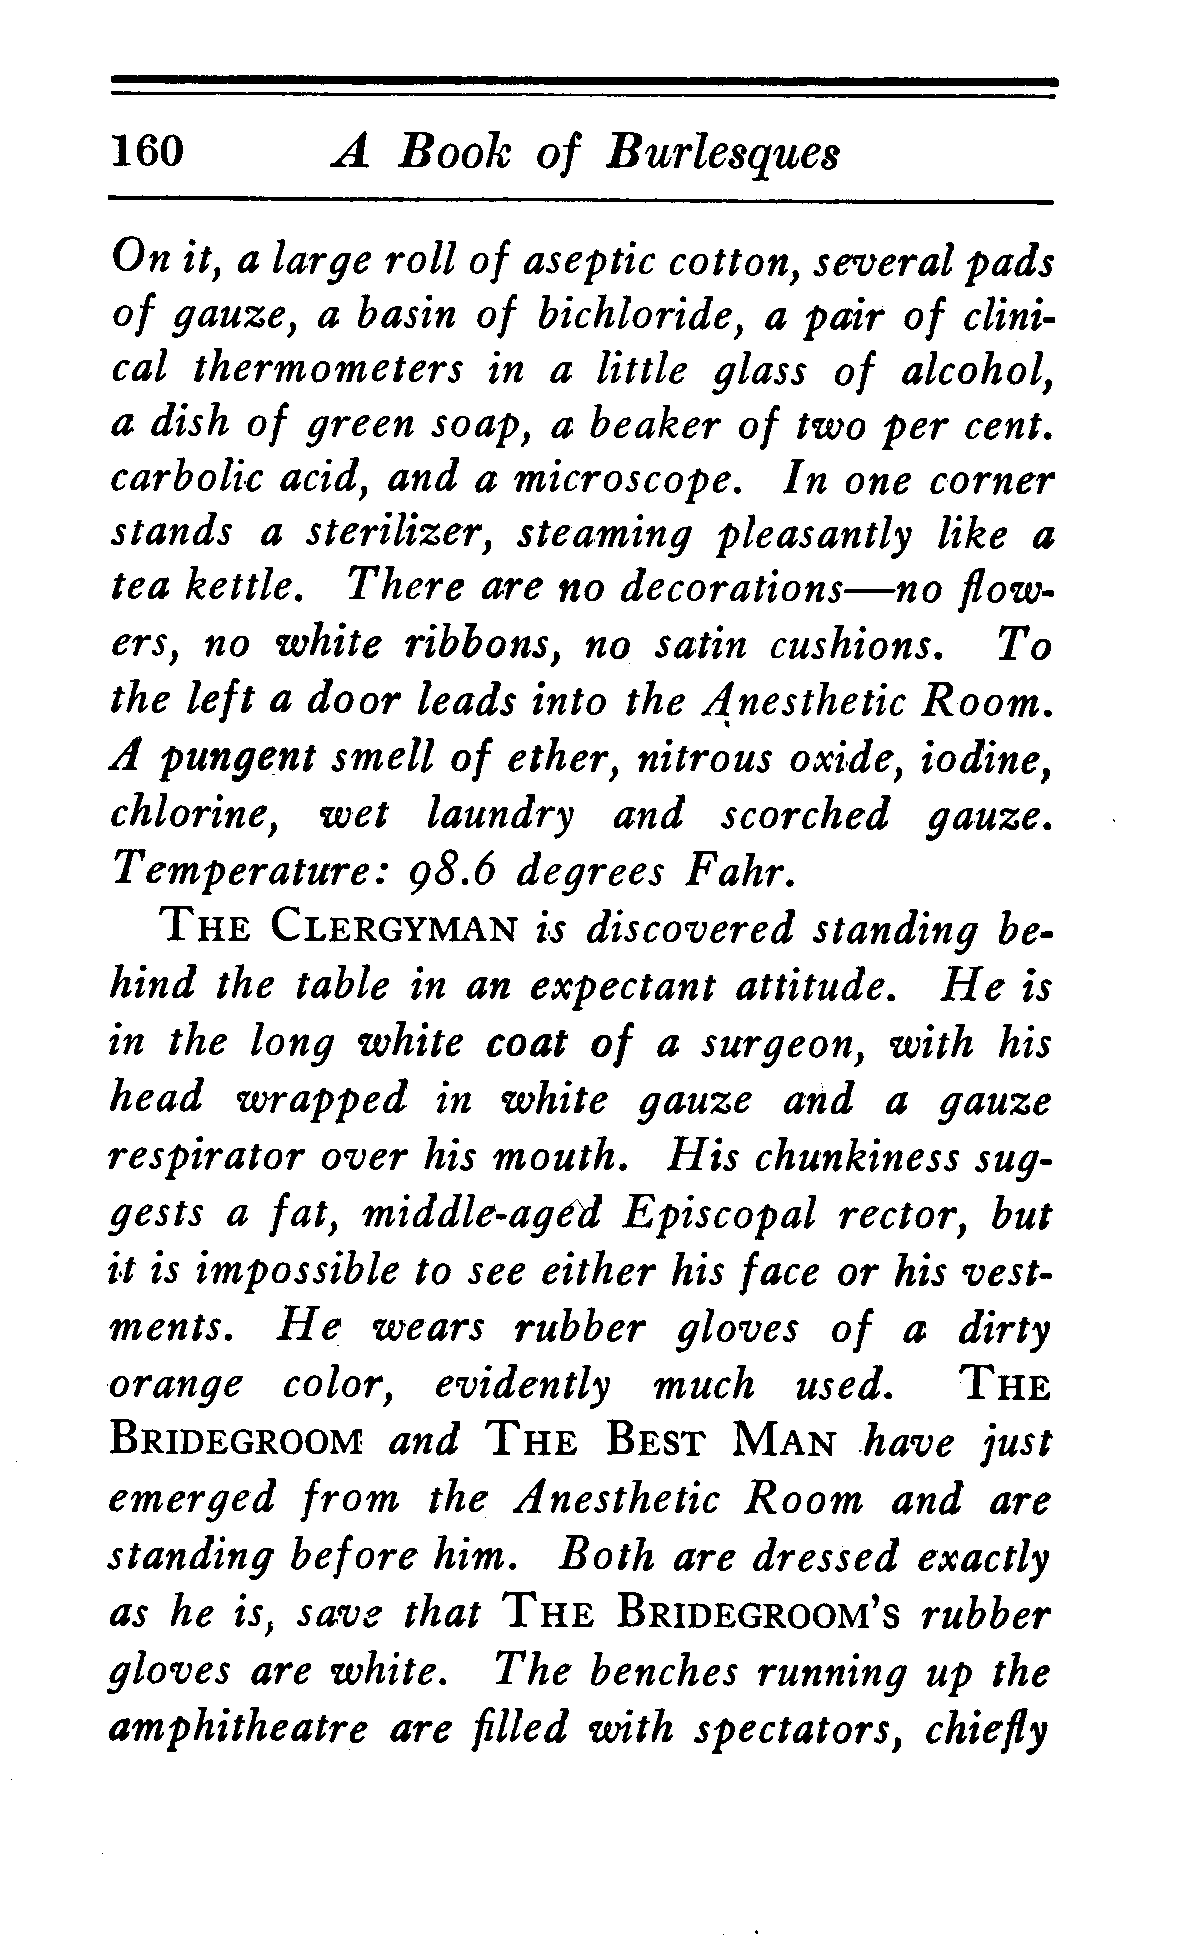 160 A Book of Burlesques
On it, a large roll of aseptic cotton, several pads
of gauze, a basin of bichloride, a pair of clini-
cal thermometers in a little glass of alcohol,
a dish of green soap, a beaker of two per cent.
carbolic acid, and a microscope. In one corner
stands a sterilizer, steaming pleasantly like a
tea kettle. There are no decorations—no flow-
ers, no white ribbons, no satin cushions. To
the left a door leads into the Anesthetic Room.
A pungent smell of ether, nitrous oxide, iodine,
chlorine, wet laundry and scorched gauze.
Temperature: 98.6 degrees Fahr.
THE CLERGYMAN is discovered standing be-
hind the table in an expectant attitude. He is
in the long white coat of a surgeon, with his
head wrapped in white gauze and a gauze
respirator over his mouth. His chunkiness sug-
gests a fat, middle-aged Episcopal rector, but
it is impossible to see either his face or his vest-
ments. He wears rubber gloves of a dirty
orange color, evidently much used. THE
BRIDEGROOM and THE BEST MAN have just
emerged from the Anesthetic Room and are
standing before him. Both are dressed exactly
as he is, save that THE BRIDEGROOM'S rubber
gloves are white. The benches running up the
amphitheatre are filled with spectators, chiefly